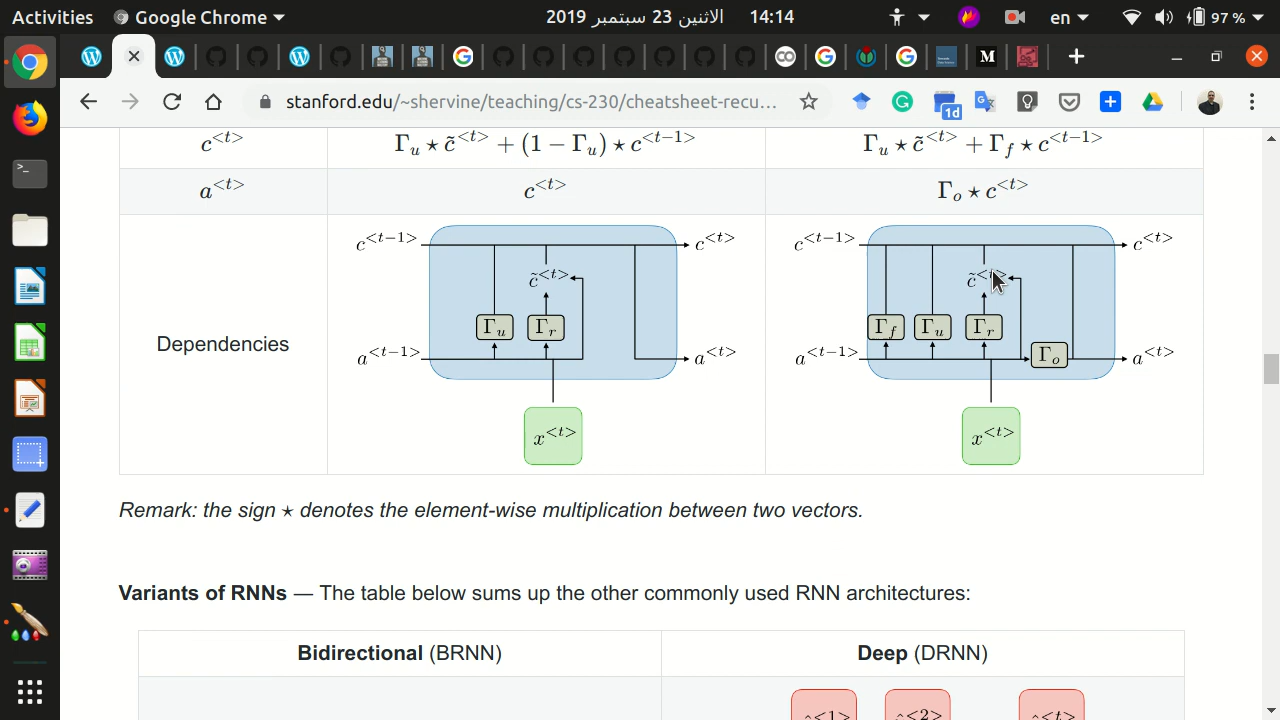 Activities Google Chrome الاثنين 23 سبتمبر 2019 14:14 en 97 %
stanford.edu/~shervine/teaching/cs-230/cheatsheet-recu...
1d
c<t> Γu ⋆ c̃<t> + (1 − Γu) ⋆ c<t−1> Γu ⋆ c̃<t> + Γf ⋆ c<t−1>
a<t> c<t> Γo ⋆ c<t>
c<t−1> c<t> c<t−1> c<t>
c̃<t> c̃<t>
Γu Γr Γf Γu Γr
Dependencies
a<t−1> a<t> a<t−1> Γo a<t>
x<t> x<t>
Remark: the sign ⋆ denotes the element-wise multiplication between two vectors.
Variants of RNNs — The table below sums up the other commonly used RNN architectures:
Bidirectional (BRNN) Deep (DRNN)